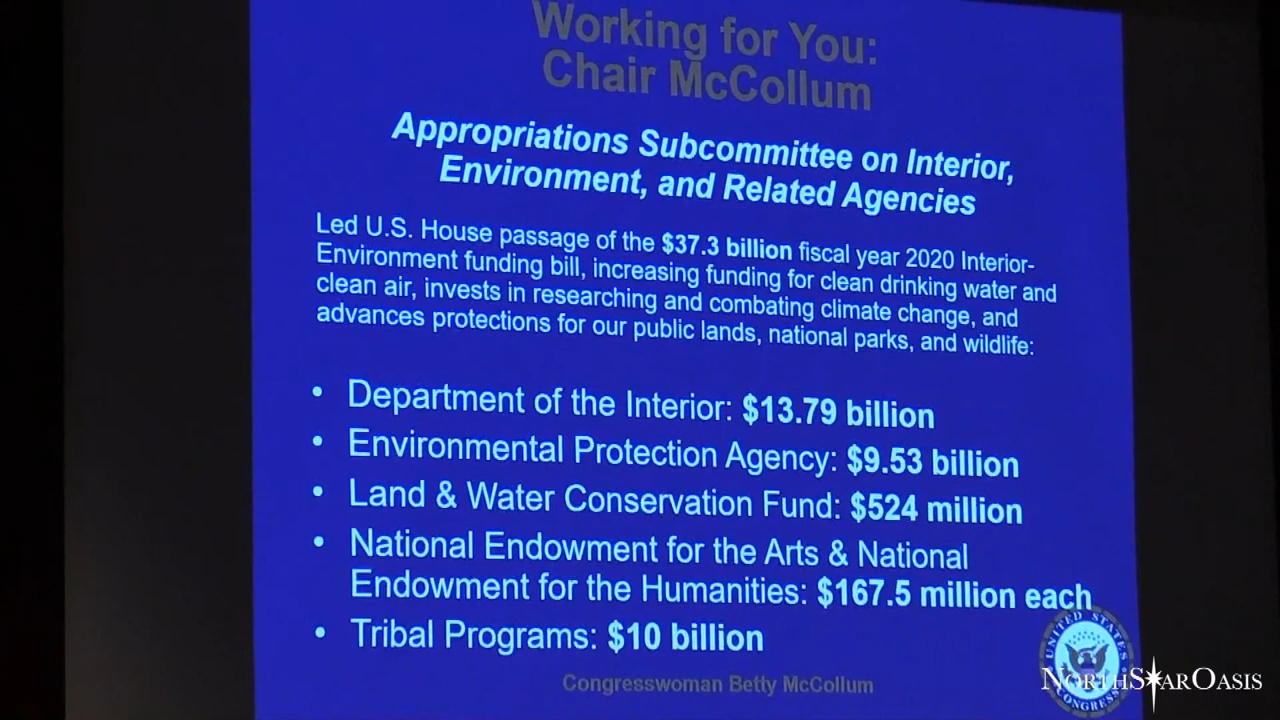 Working for You:
Chair McCollum
Appropriations Subcommittee on Interior,
Environment, and Related Agencies
Led U.S. House passage of the $37.3 billion fiscal year 2020 Interior-
Environment funding bill, increasing funding for clean drinking water and
clean air, invests in researching and combating climate change, and
advances protections for our public lands, national parks, and wildlife:
• Department of the Interior: $13.79 billion
• Environmental Protection Agency: $9.53 billion
• Land & Water Conservation Fund: $524 million
• National Endowment for the Arts & National
Endowment for the Humanities: $167.5 million each
• Tribal Programs: $10 billion
Congresswoman Betty McCollum
UNITED STATES
CONGRESS
NORTHSTAROASIS